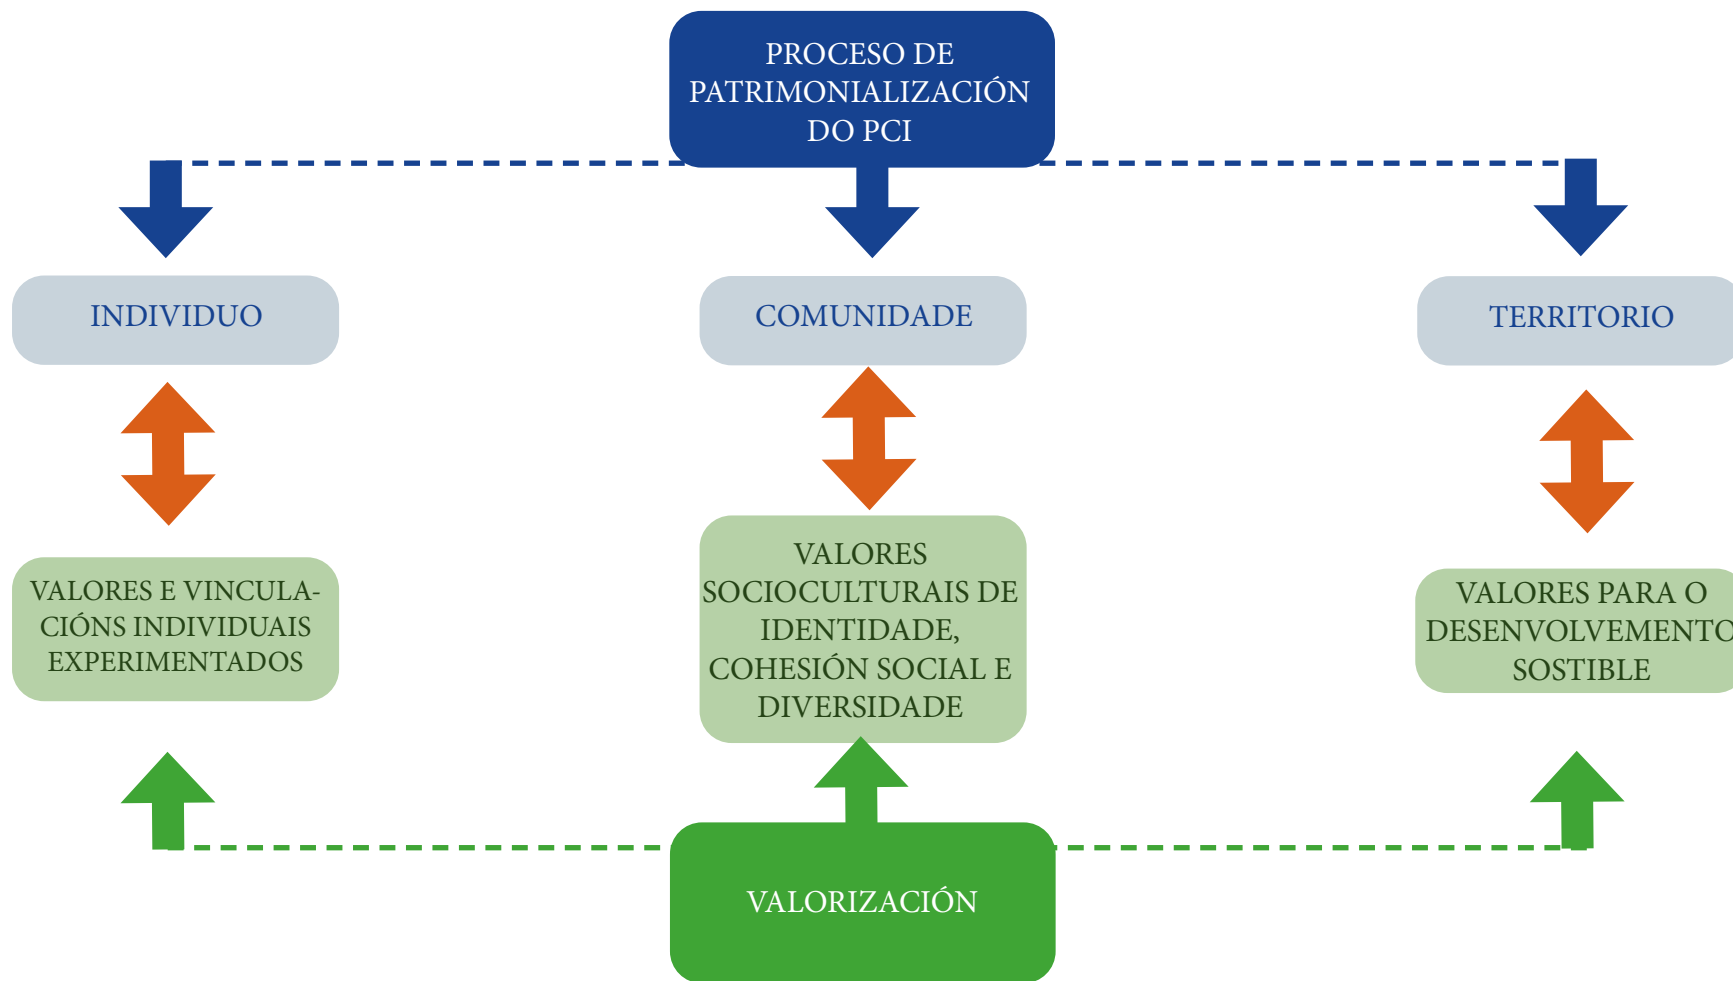 PROCESO DE
PATRIMONIALIZACIÓN
DO PCI
INDIVIDUO
COMUNIDADE
TERRITORIO
VALORES E VINCULA-
CIÓNS INDIVIDUAIS
EXPERIMENTADOS
VALORES
SOCIOCULTURAIS DE
IDENTIDADE,
COHESIÓN SOCIAL E
DIVERSIDADE
VALORES PARA O
DESENVOLVEMENTO
SOSTIBLE
VALORIZACIÓN